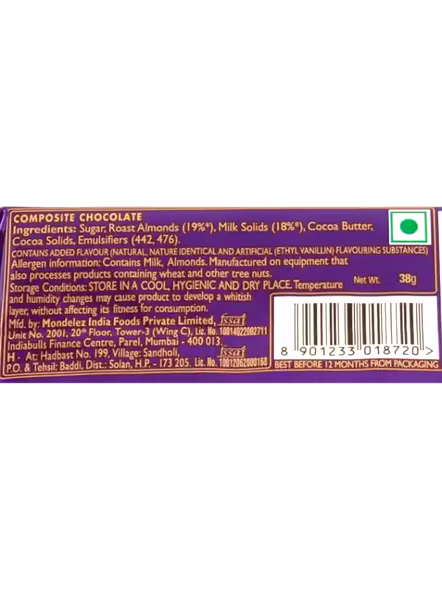 COMPOSITE CHOCOLATE
Ingredients: Sugar, Roast Almonds (19%*), Milk Solids (18%*), Cocoa Butter,
Cocoa Solids, Emulsifiers (442, 476).
CONTAINS ADDED FLAVOUR (NATURAL, NATURE IDENTICAL AND ARTIFICIAL (ETHYL VANILLIN) FLAVOURING SUBSTANCES)
Allergen information: Contains Milk, Almonds. Manufactured on equipment that
also processes products containing wheat and other tree nuts.
Storage Conditions: STORE IN A COOL, HYGIENIC AND DRY PLACE. Temperature
and humidity changes may cause product to develop a whitish
layer, without affecting its fitness for consumption.
Net Wt. 38g
Mfd. by: Mondelez India Foods Private Limited, fssai
Unit No. 2001, 20th Floor, Tower-3 (Wing C), Lic. No. 10014022002711
Indiabulls Finance Centre, Parel, Mumbai - 400 013.
H - At: Hadbast No. 199, Village: Sandholi, fssai
P.O. & Tehsil: Baddi, Dist.: Solan, H.P. - 173 205. Lic. No. 10012062000168
8 901233 018720 >
BEST BEFORE 12 MONTHS FROM PACKAGING